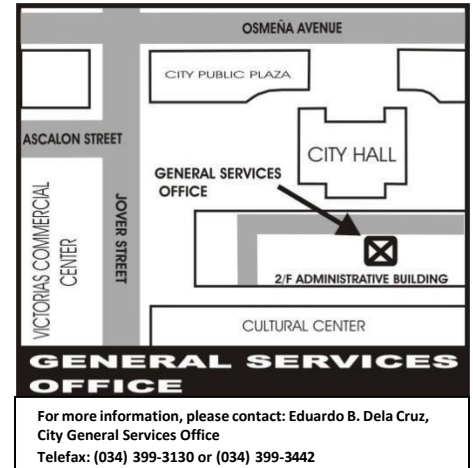 OSMEÑA AVENUE
CITY PUBLIC PLAZA
ASCALON STREET
CITY HALL
GENERAL SERVICES
OFFICE
VICTORIAS COMMERCIAL
CENTER
JOVER STREET
2/F ADMINISTRATIVE BUILDING
CULTURAL CENTER
GENERAL SERVICES
OFFICE
For more information, please contact: Eduardo B. Dela Cruz,
City General Services Office
Telefax: (034) 399-3130 or (034) 399-3442